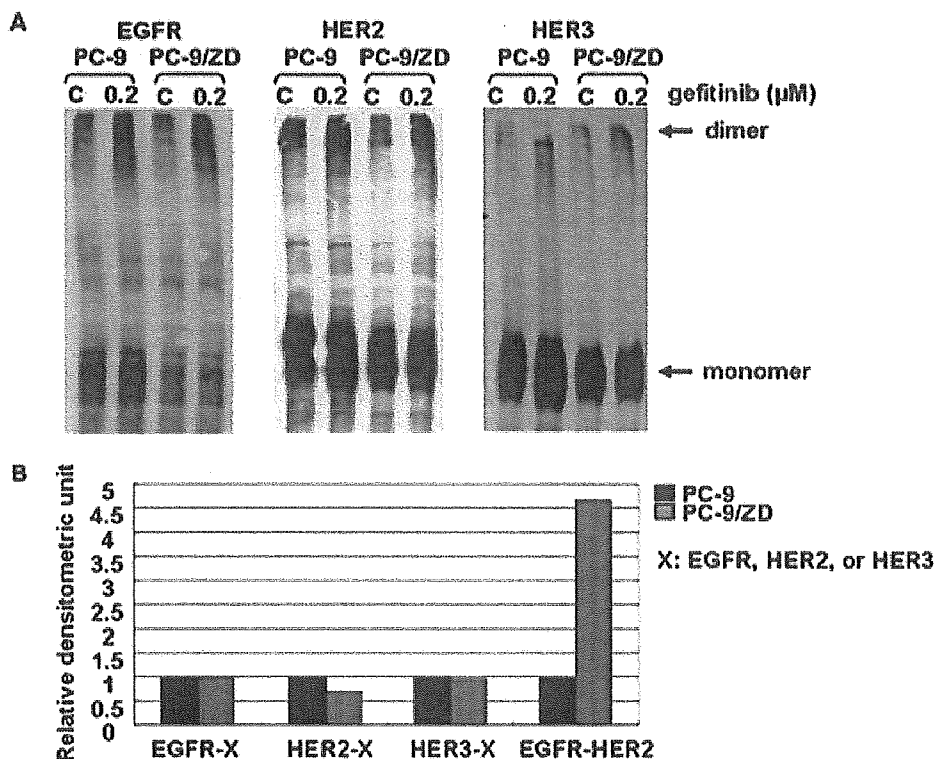 A
EGFR HER2 HER3
PC-9 PC-9/ZD PC-9 PC-9/ZD PC-9 PC-9/ZD
C 0.2 C 0.2 C 0.2 C 0.2 C 0.2 C 0.2 gefitinib (µM)
dimer
monomer
B
Relative densitometric unit
5
4.5
4
3.5
3
2.5
2
1.5
1
0.5
0
EGFR-X HER2-X HER3-X EGFR-HER2
PC-9
PC-9/ZD
X: EGFR, HER2, or HER3